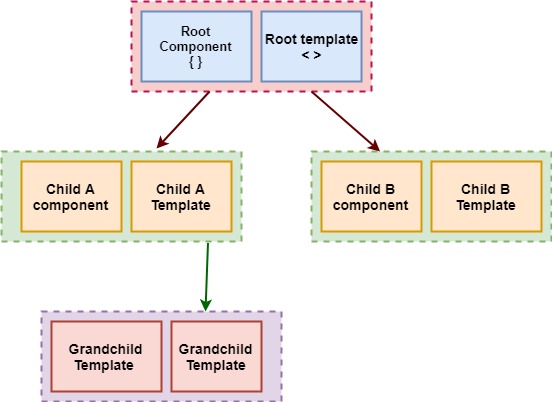 Root
Component
{ }
Root template
< >
Child A
component
Child A
Template
Child B
component
Child B
Template
Grandchild
Template
Grandchild
Template